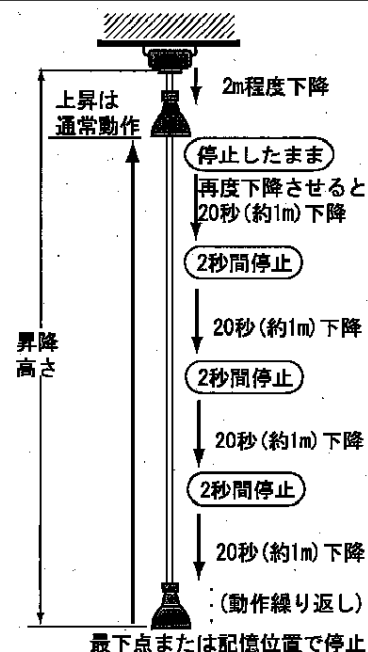 2m程度下降
上昇は
通常動作
停止したまま
再度下降させると
20秒(約1m)下降
2秒間停止
20秒(約1m)下降
昇降
高さ
2秒間停止
20秒(約1m)下降
2秒間停止
20秒(約1m)下降
(動作繰り返し)
最下点または記憶位置で停止